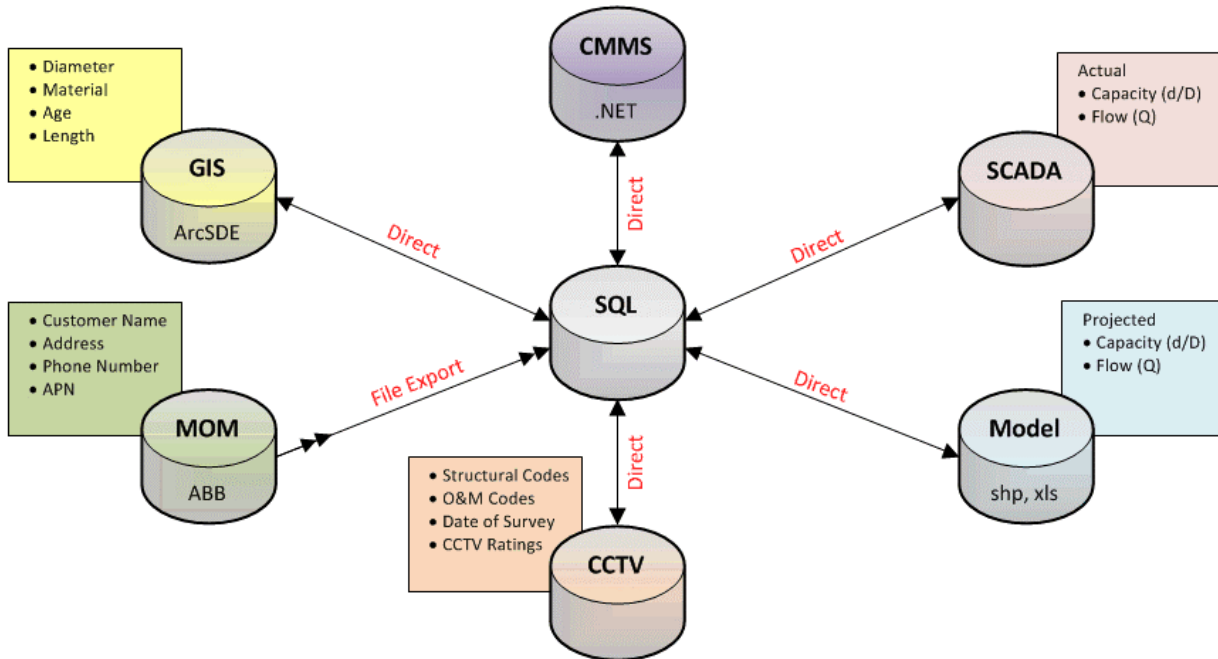 CMMS
.NET
• Diameter
• Material
• Age
• Length
GIS
ArcSDE
Actual
• Capacity (d/D)
• Flow (Q)
SCADA
Direct
Direct
Direct
SQL
• Customer Name
• Address
• Phone Number
• APN
MOM
ABB
File Export
Projected
• Capacity (d/D)
• Flow (Q)
Model
shp, xls
Direct
Direct
• Structural Codes
• O&M Codes
• Date of Survey
• CCTV Ratings
CCTV